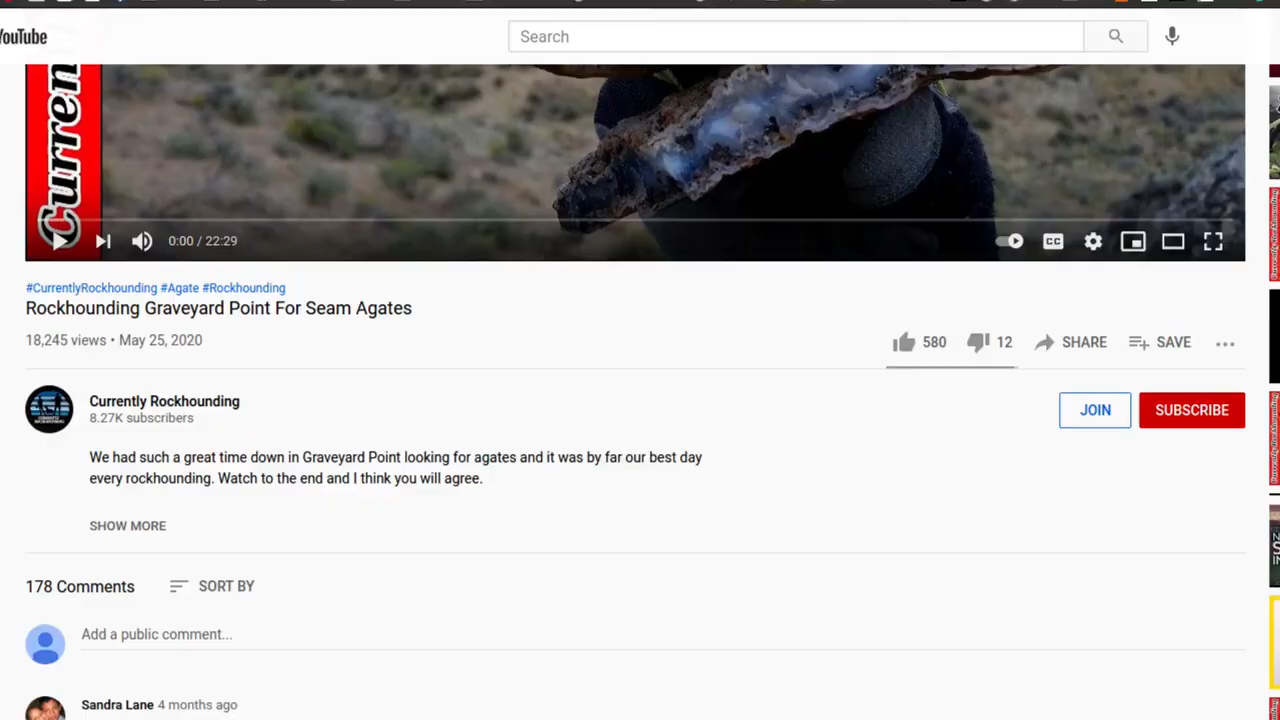 YouTube
Search
Curren
0:00 / 22:29
CC
#CurrentlyRockhounding #Agate #Rockhounding
Rockhounding Graveyard Point For Seam Agates
18,245 views • May 25, 2020
580
12
SHARE
SAVE
Currently Rockhounding
8.27K subscribers
JOIN
SUBSCRIBE
We had such a great time down in Graveyard Point looking for agates and it was by far our best day
every rockhounding. Watch to the end and I think you will agree.
SHOW MORE
178 Comments
SORT BY
Add a public comment...
Sandra Lane 4 months ago